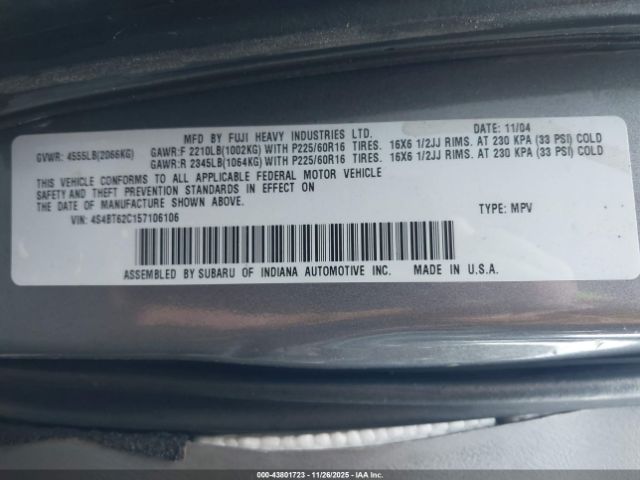 MFD BY FUJI HEAVY INDUSTRIES LTD. DATE: 11/04
GVWR: 4555LB(2066KG) GAWR:F 2210LB(1002KG) WITH P225/60R16 TIRES. 16X6 1/2JJ RIMS. AT 230 KPA (33 PSI) COLD
GAWR:R 2345LB(1064KG) WITH P225/60R16 TIRES. 16X6 1/2JJ RIMS. AT 230 KPA (33 PSI) COLD
THIS VEHICLE CONFORMS TO ALL APPLICABLE FEDERAL MOTOR VEHICLE
SAFETY AND THEFT PREVENTION STANDARDS IN EFFECT ON
THE DATE OF MANUFACTURE SHOWN ABOVE.
VIN: 4S4BT62C157106106 TYPE: MPV
ASSEMBLED BY SUBARU OF INDIANA AUTOMOTIVE INC. MADE IN U.S.A.
00-43801723 - 11/26/2025 - IAA Inc.